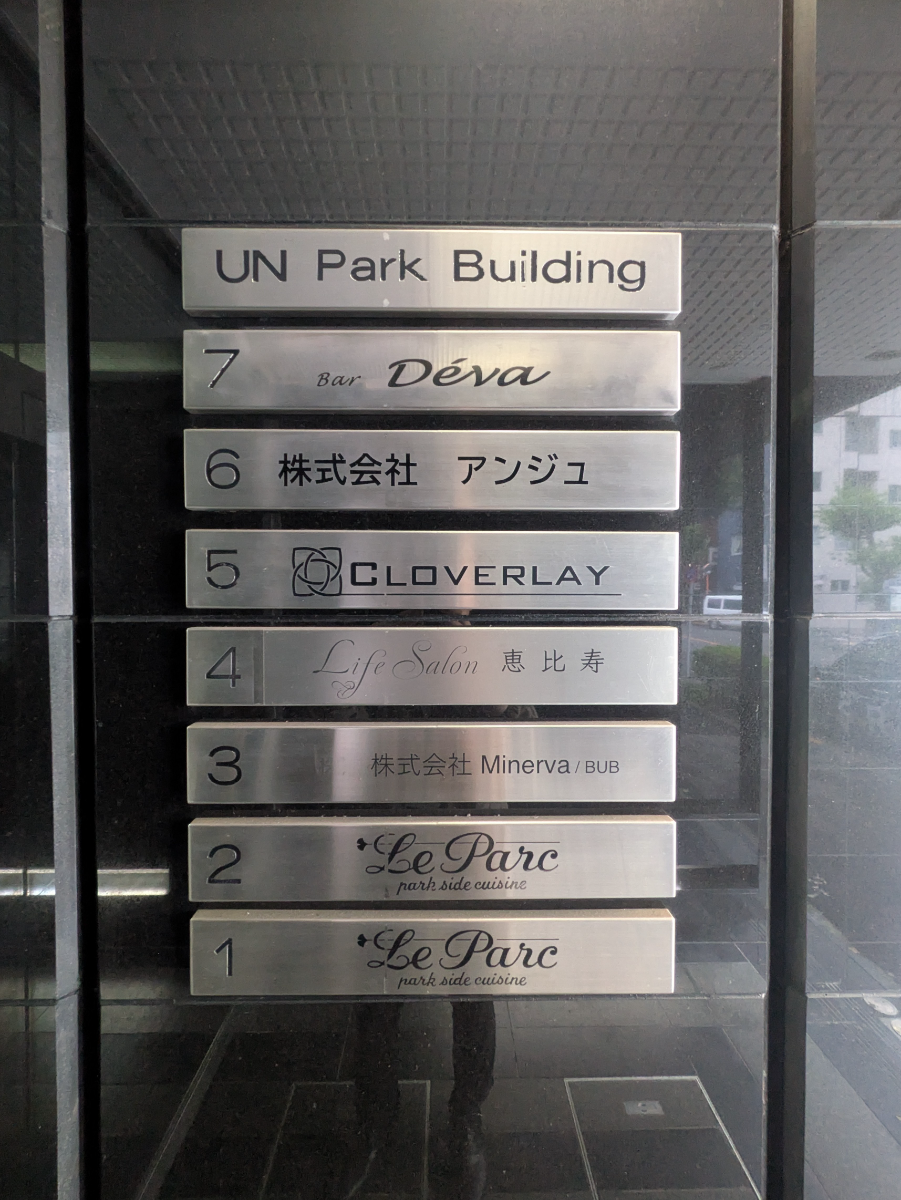 UN Park Building
7 Bar Déva
6 株式会社 アンジュ
5 CLOVERLAY
4 Life Salon 恵比寿
3 株式会社 Minerva / BUB
2 Le Parc
park side cuisine
1 Le Parc
park side cuisine